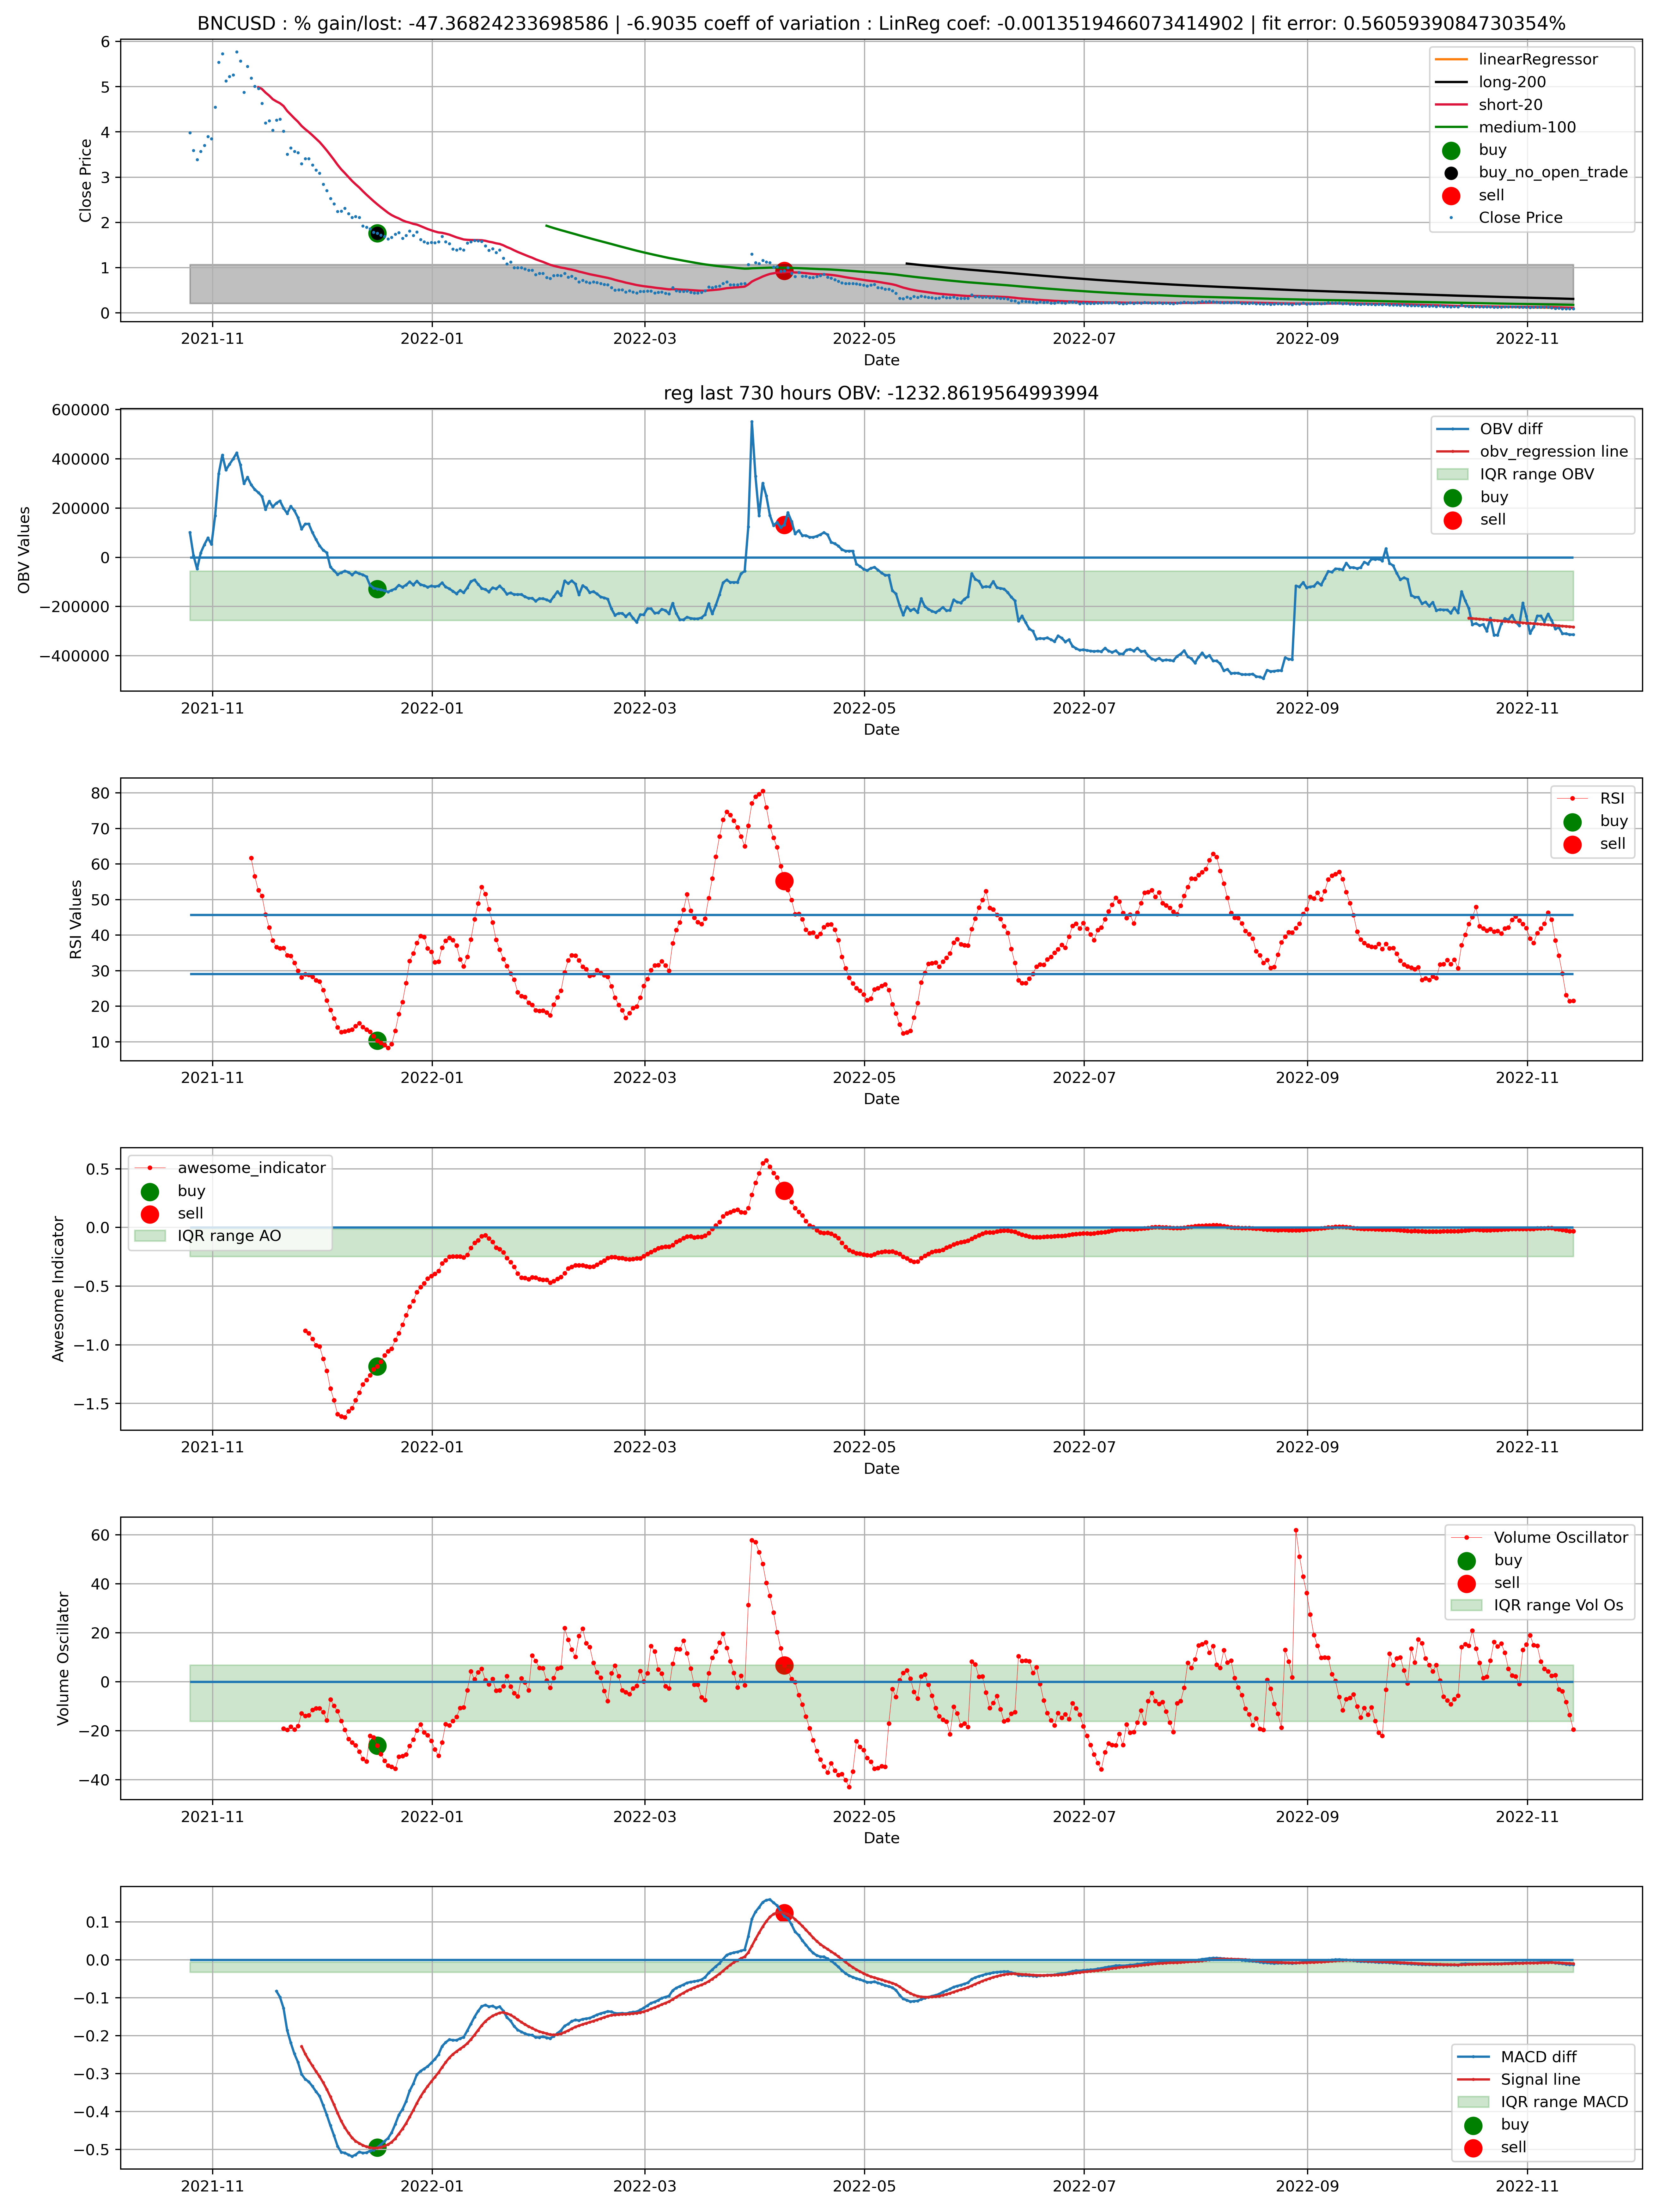 BNCUSD : % gain/lost: -47.36824233698586 | -6.9035 coeff of variation : LinReg coef: -0.0013519466073414902 | fit error: 0.5605939084730354%
6
5
4
3
2
1
0
Close Price
linearRegressor
long-200
short-20
medium-100
buy
buy_no_open_trade
sell
Close Price
2021-11 2022-01 2022-03 2022-05 2022-07 2022-09 2022-11
Date
reg last 730 hours OBV: -1232.8619564993994
600000
400000
200000
0
−200000
−400000
OBV Values
OBV diff
obv_regression line
IQR range OBV
buy
sell
2021-11 2022-01 2022-03 2022-05 2022-07 2022-09 2022-11
Date
80
70
60
50
40
30
20
10
RSI Values
RSI
buy
sell
2021-11 2022-01 2022-03 2022-05 2022-07 2022-09 2022-11
Date
0.5
0.0
−0.5
−1.0
−1.5
Awesome Indicator
awesome_indicator
buy
sell
IQR range AO
2021-11 2022-01 2022-03 2022-05 2022-07 2022-09 2022-11
Date
60
40
20
0
−20
−40
Volume Oscillator
Volume Oscillator
buy
sell
IQR range Vol Os
2021-11 2022-01 2022-03 2022-05 2022-07 2022-09 2022-11
Date
0.1
0.0
−0.1
−0.2
−0.3
−0.4
−0.5
MACD diff
Signal line
IQR range MACD
buy
sell
2021-11 2022-01 2022-03 2022-05 2022-07 2022-09 2022-11